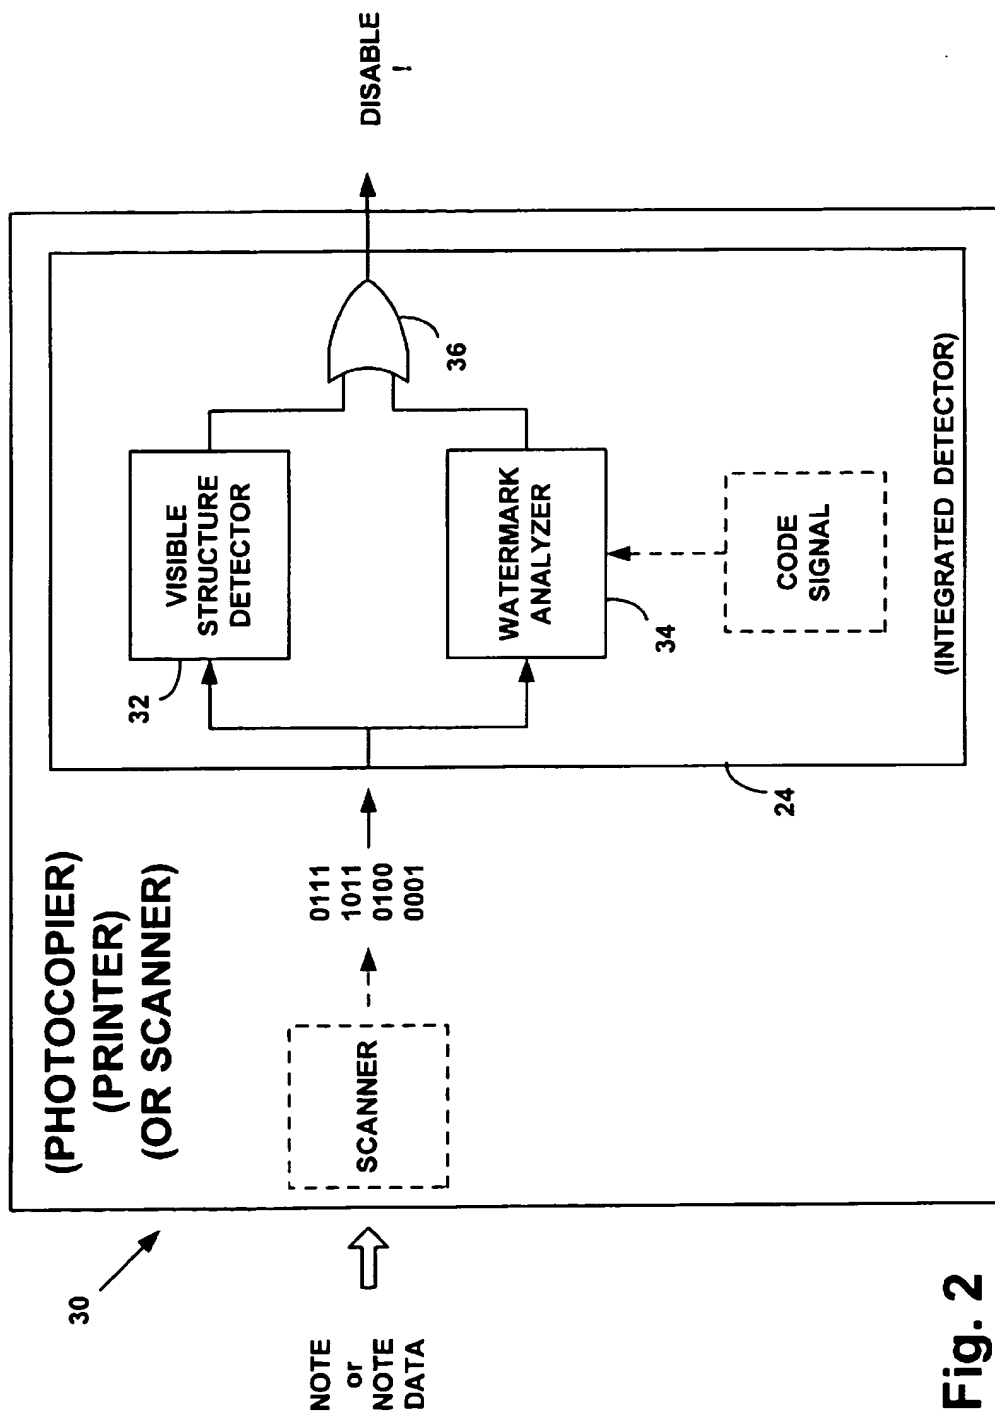 (PHOTOCOPIER)
(PRINTER)
(OR SCANNER)
30
NOTE
or
NOTE
DATA
SCANNER
0111
1011
0100
0001
32
VISIBLE
STRUCTURE
DETECTOR
WATERMARK
ANALYZER
34
CODE
SIGNAL
36
24
(INTEGRATED DETECTOR)
DISABLE
!
Fig. 2